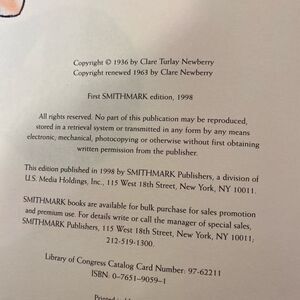 Copyright © 1936 by Clare Turlay Newberry
Copyright renewed 1963 by Clare Newberry
First SMITHMARK edition, 1998
All rights reserved. No part of this publication may be reproduced,
stored in a retrieval system or transmitted in any form by any means
electronic, mechanical, photocopying or otherwise without first obtaining
written permission from the publisher.
This edition published in 1998 by SMITHMARK Publishers, a division of
U.S. Media Holdings, Inc., 115 West 18th Street, New York, NY 10011.
SMITHMARK books are available for bulk purchase for sales promotion
and premium use. For details write or call the manager of special sales,
SMITHMARK Publishers, 115 West 18th Street, New York, NY 10011.
212-519-1300.
Library of Congress Catalog Card Number: 97-62211
ISBN: 0-7651-9059-1
Printed